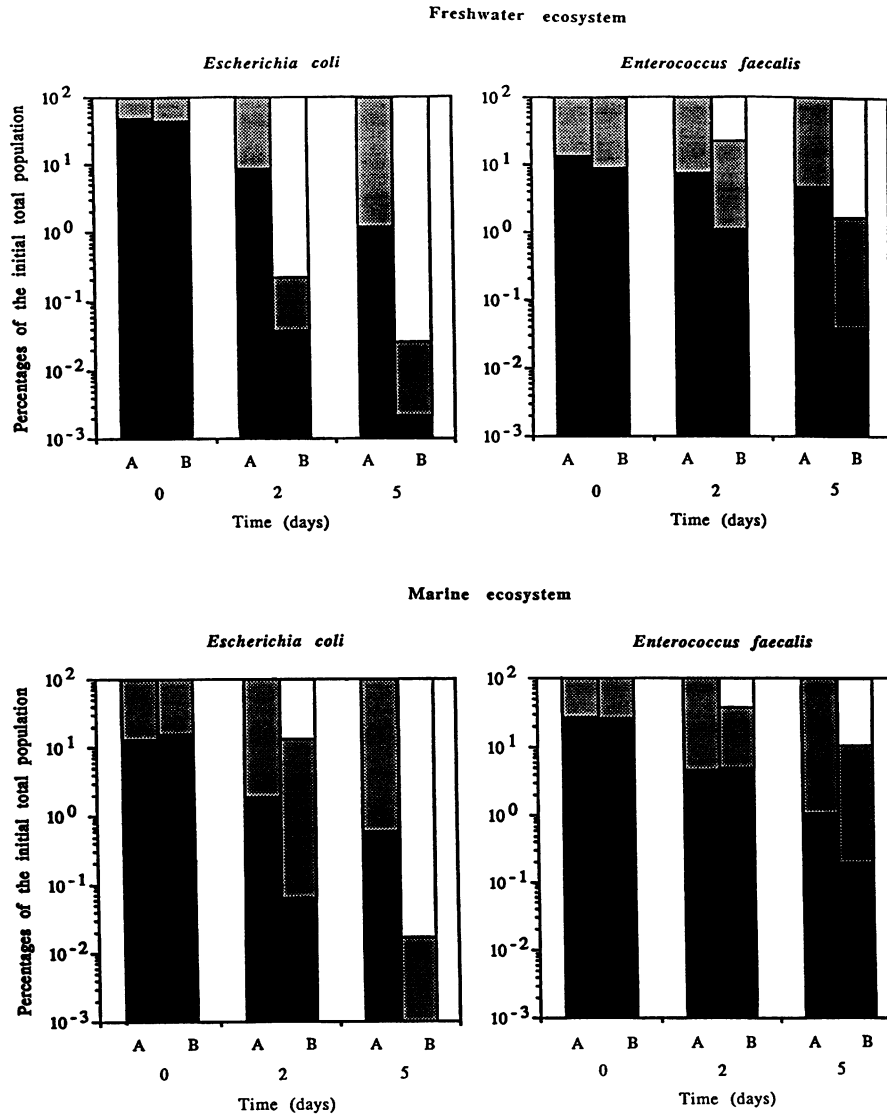 Freshwater ecosystem
Escherichia coli
Enterococcus faecalis
Percentages of the initial total population
10^2
10^1
10^0
10^-1
10^-2
10^-3
A B A B A B
0 2 5
Time (days)
10^2
10^1
10^0
10^-1
10^-2
10^-3
A B A B A B
0 2 5
Time (days)
Marine ecosystem
Escherichia coli
Enterococcus faecalis
Percentages of the initial total population
10^2
10^1
10^0
10^-1
10^-2
10^-3
A B A B A B
0 2 5
Time (days)
10^2
10^1
10^0
10^-1
10^-2
10^-3
A B A B A B
0 2 5
Time (days)